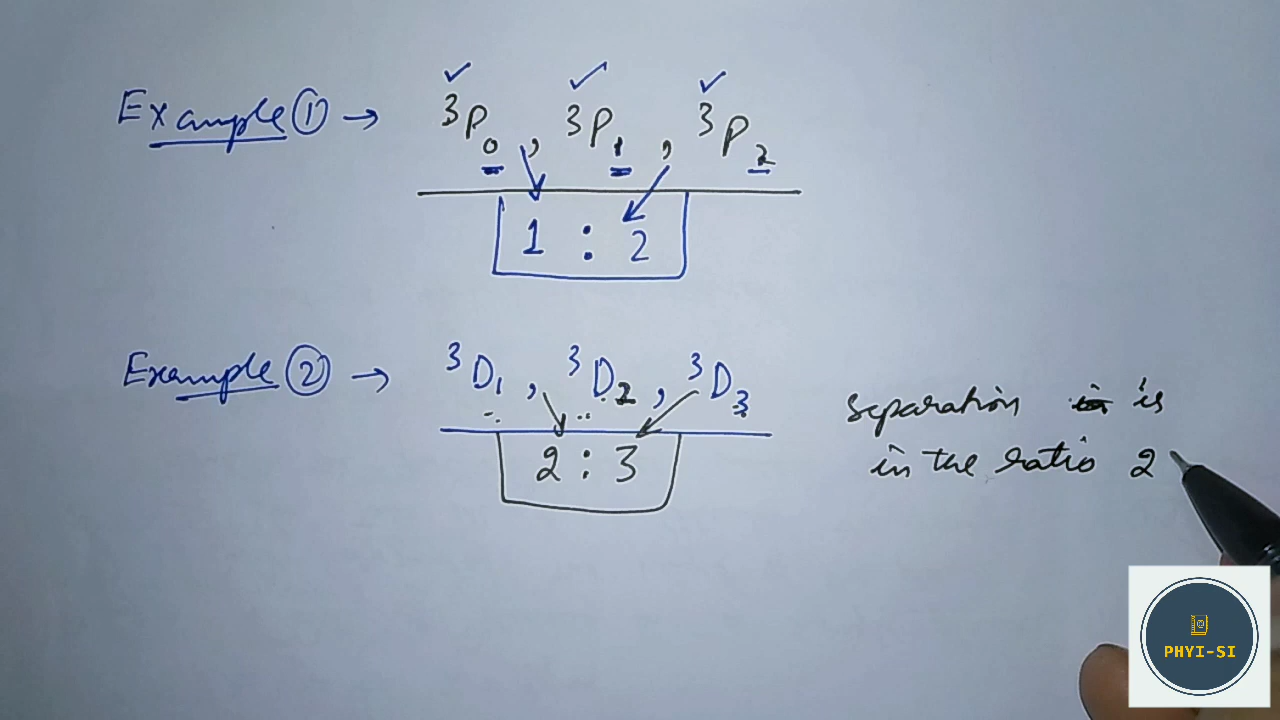 Example ① → ³P₀, ³P₁, ³P₂
1 : 2
Example ② → ³D₁, ³D₂, ³D₃
2 : 3
separation in is
in the ratio 2
PHYI-SI